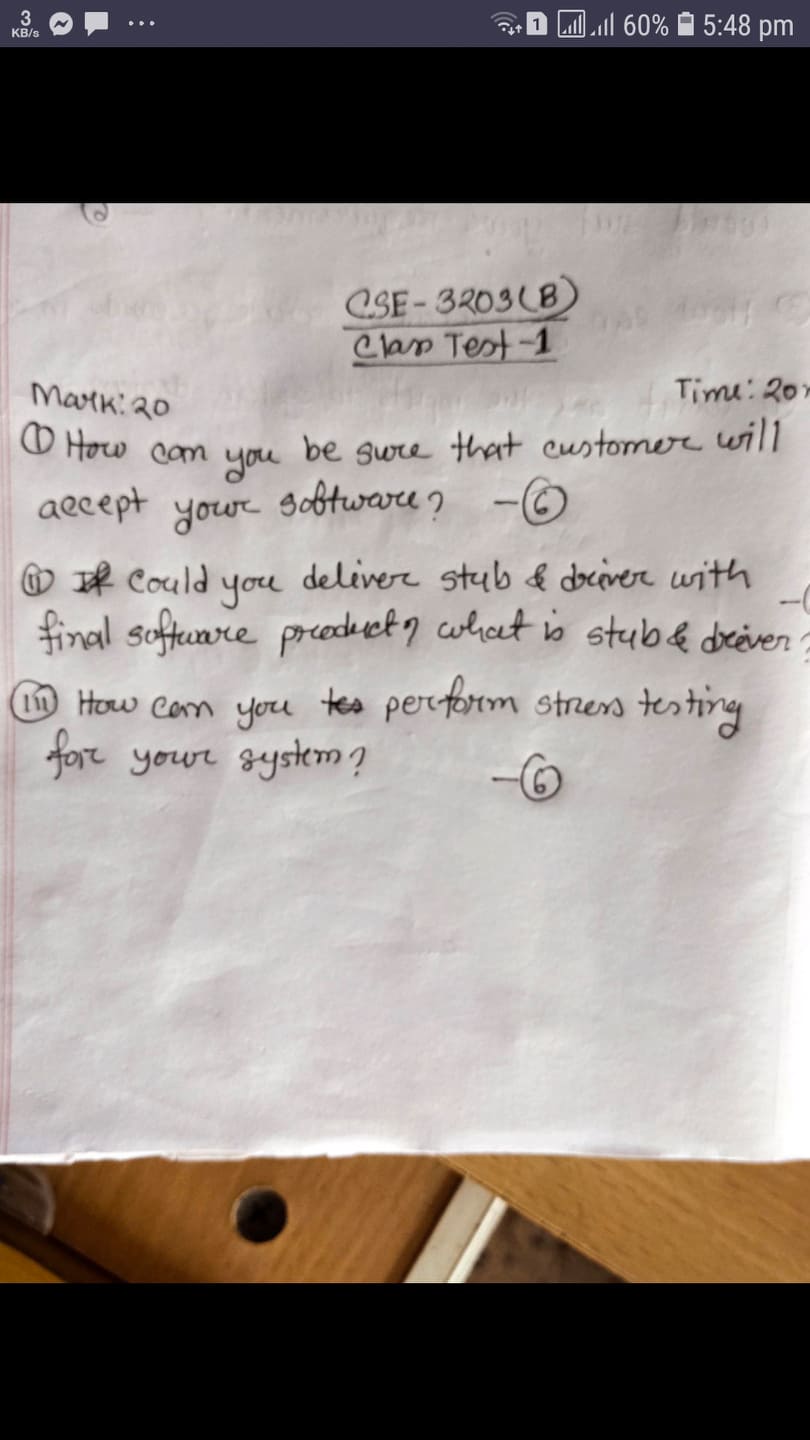 3
KB/s
1
60%
5:48 pm
CSE-3203(B)
Class Test-1
Mark: 20
Time: 20
① How can you be sure that customer will
accept your software? -⑥
ⅱ Could you deliver stub & driver with
final software product? what is stub & driver?
ⅲ How can you perform stress testing
for your system?
-⑥